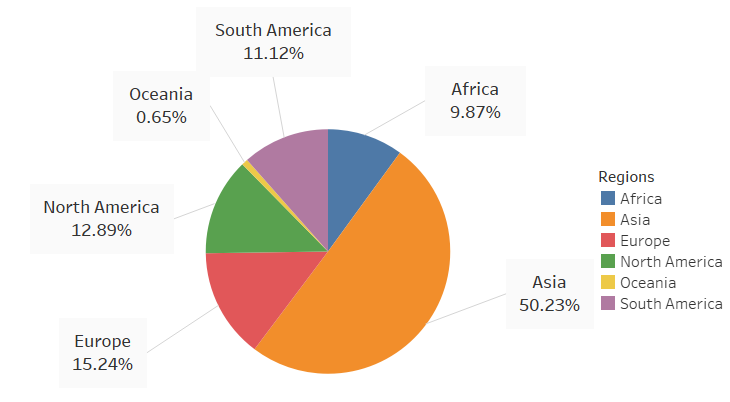 South America
11.12%
Oceania
0.65%
Africa
9.87%
North America
12.89%
Asia
50.23%
Europe
15.24%
Regions
Africa
Asia
Europe
North America
Oceania
South America